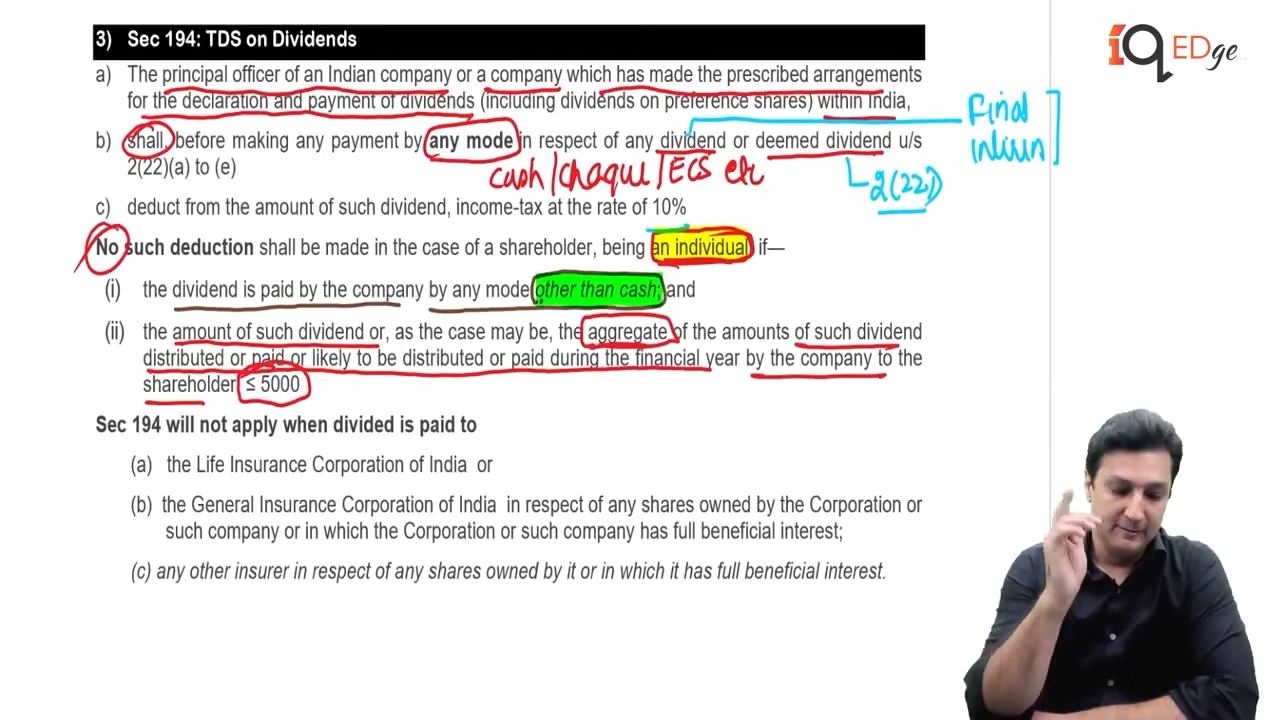 iQ EDge
3) Sec 194: TDS on Dividends
a) The principal officer of an Indian company or a company which has made the prescribed arrangements
for the declaration and payment of dividends (including dividends on preference shares) within India,
b) shall, before making any payment by any mode in respect of any dividend or deemed dividend u/s
2(22)(a) to (e)
Final
cash/cheque/ECS etc
2(22)
c) deduct from the amount of such dividend, income-tax at the rate of 10%
No such deduction shall be made in the case of a shareholder, being an individual, if—
(i) the dividend is paid by the company by any mode other than cash; and
(ii) the amount of such dividend or, as the case may be, the aggregate of the amounts of such dividend
distributed or paid or likely to be distributed or paid during the financial year by the company to the
shareholder ≤ 5000
Sec 194 will not apply when divided is paid to
(a) the Life Insurance Corporation of India or
(b) the General Insurance Corporation of India in respect of any shares owned by the Corporation or
such company or in which the Corporation or such company has full beneficial interest;
(c) any other insurer in respect of any shares owned by it or in which it has full beneficial interest.